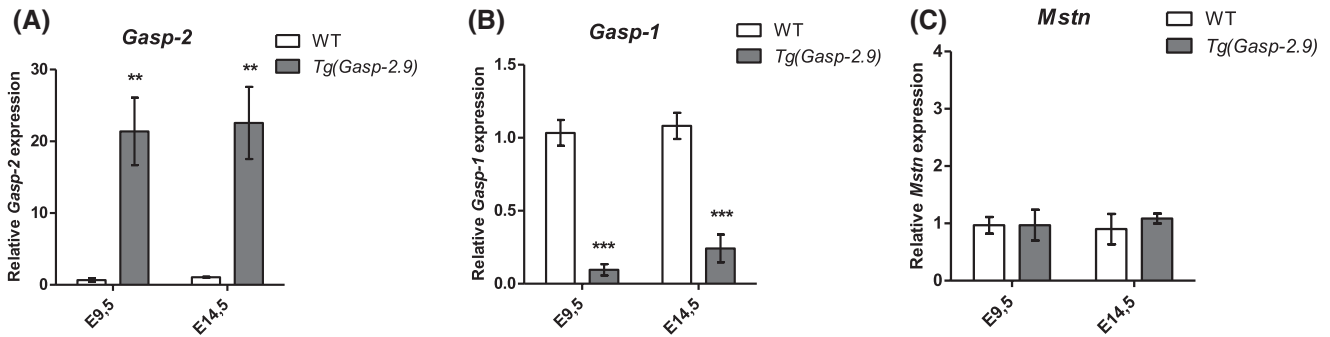 (A)
Gasp-2
WT
Tg(Gasp-2.9)
Relative Gasp-2 expression
30
20
10
0
**
**
E9,5
E14,5
(B)
Gasp-1
WT
Tg(Gasp-2.9)
Relative Gasp-1 expression
1.5
1.0
0.5
0.0
***
***
E9,5
E14,5
(C)
Mstn
WT
Tg(Gasp-2.9)
Relative Mstn expression
4
3
2
1
0
E9,5
E14,5